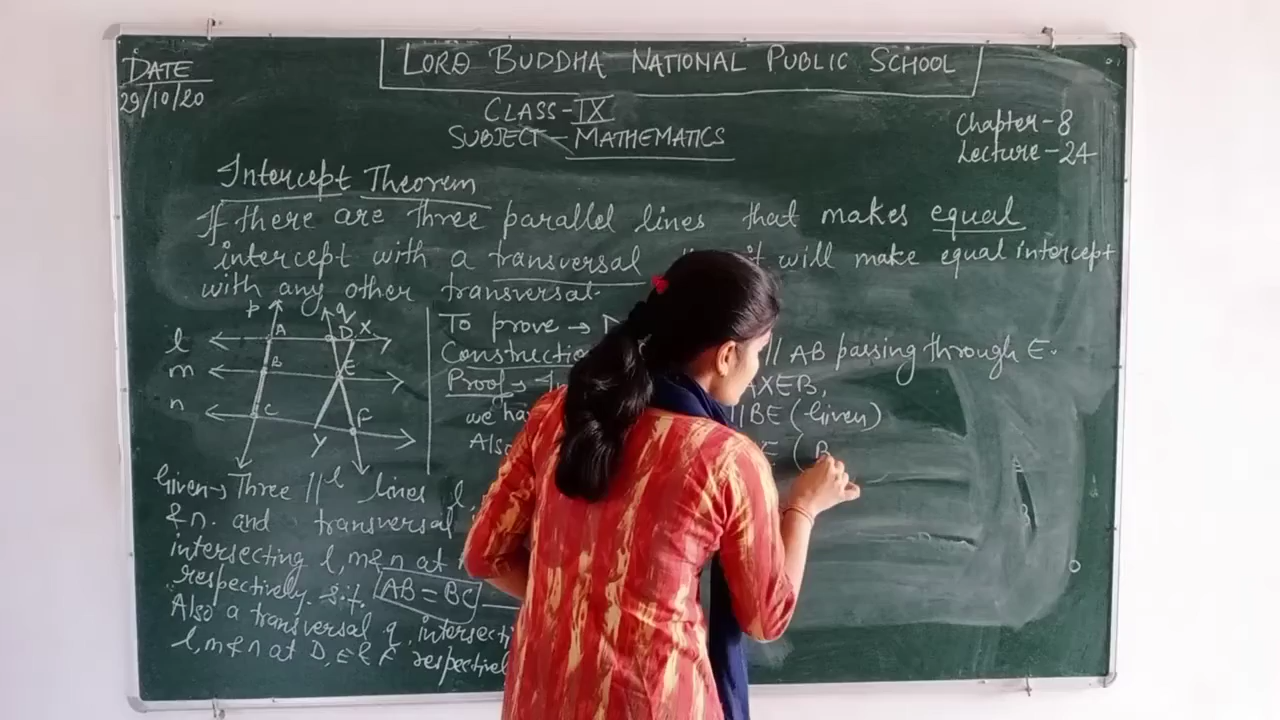 DATE
29/10/20
LORD BUDDHA NATIONAL PUBLIC SCHOOL
CLASS-IX
SUBJECT-MATHEMATICS
Chapter-8
Lecture-24
Intercept Theorem
If there are three parallel lines that makes equal
intercept with a transversal it will make equal intercept
with any other transversal.
p q
l A D X
m B E
n C F
Y
To prove → D
Construction // AB passing through E.
Proof → In AXEB,
we ha // BE (Given)
Also E (B
Given → Three //l lines l,
& n. and transversal
intersecting l, m & n at
respectively. s.t. AB = BC
Also a transversal q, intersecti
l, m & n at D, E & F respectivel